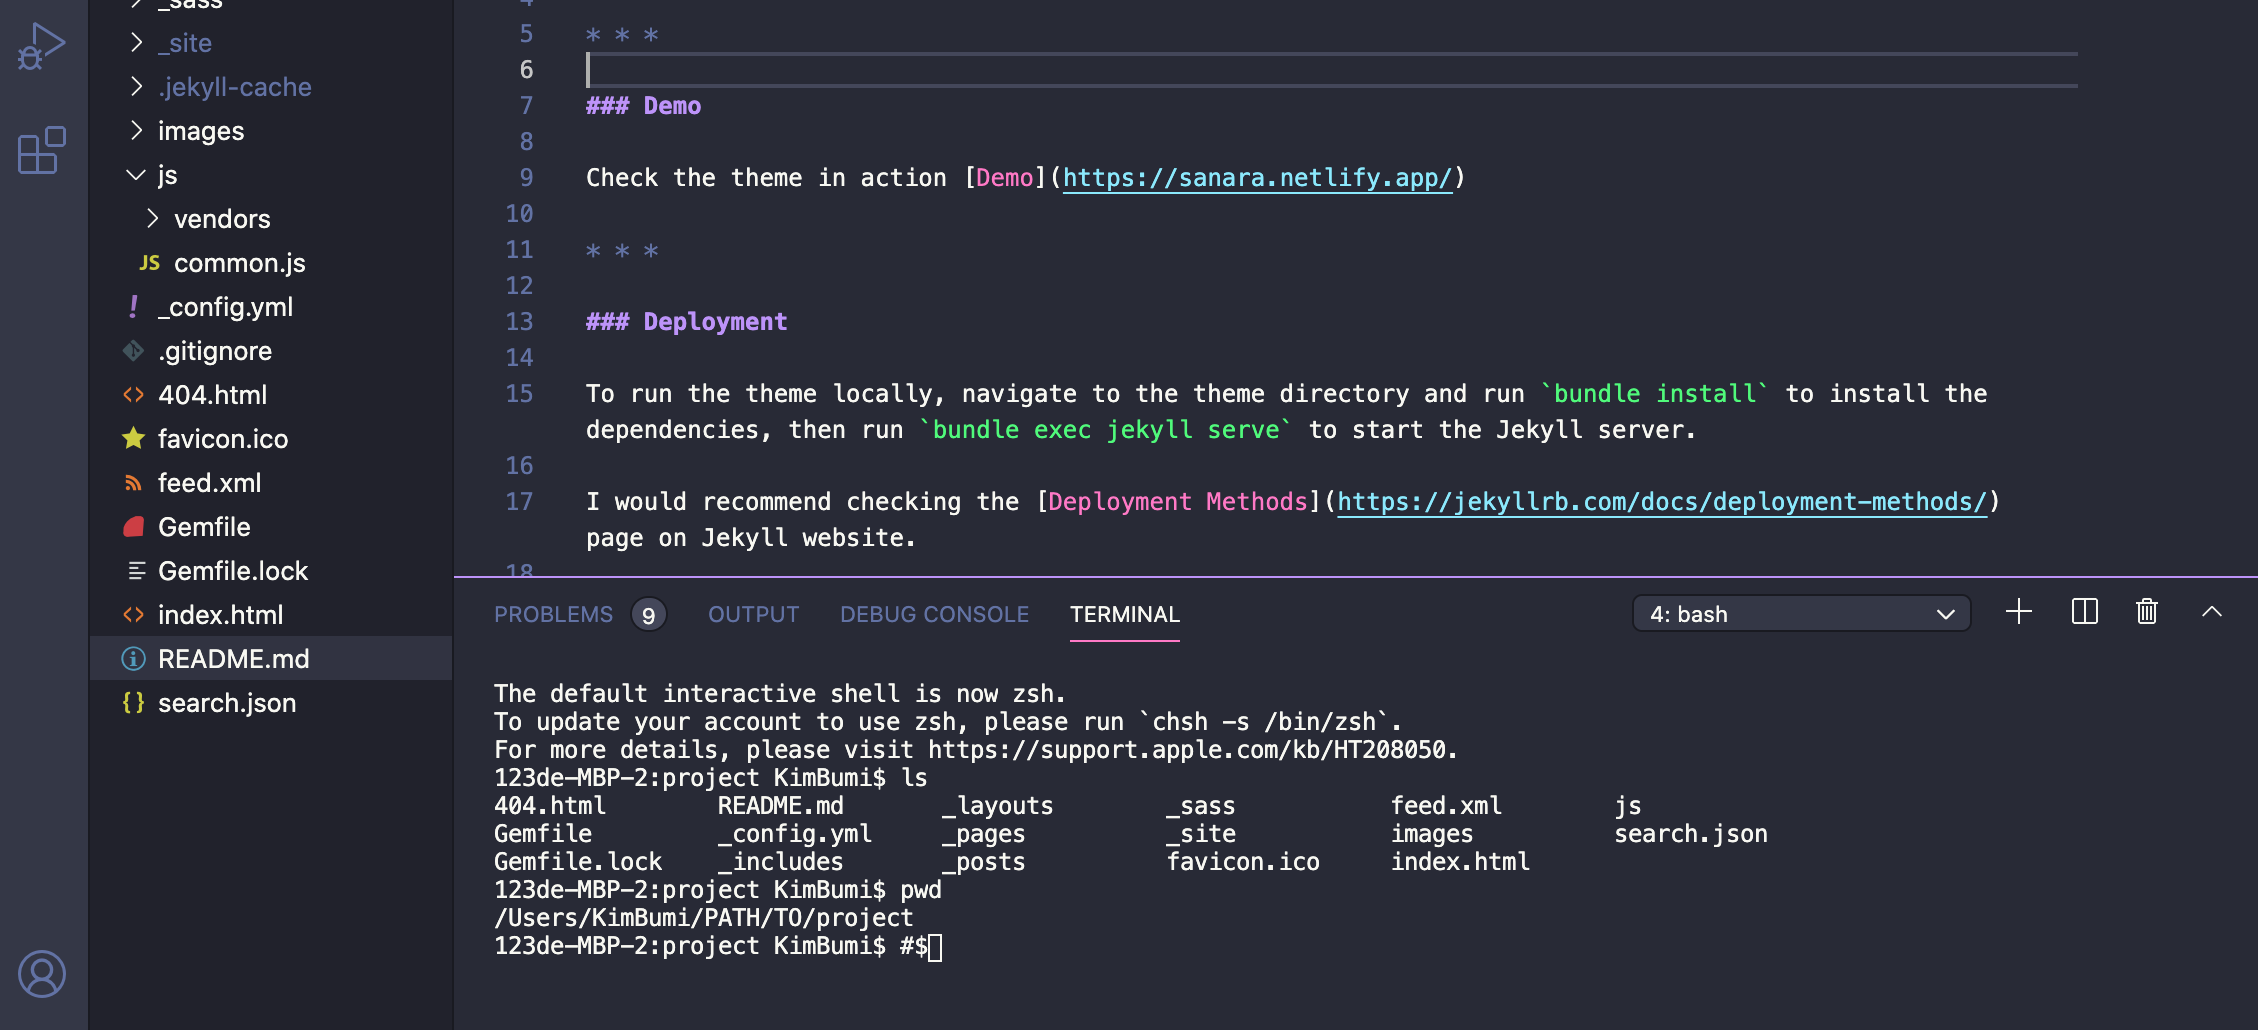 _sass
_site
.jekyll-cache
images
js
vendors
JS common.js
! _config.yml
.gitignore
<> 404.html
favicon.ico
feed.xml
Gemfile
Gemfile.lock
<> index.html
README.md
{} search.json
4
5 * * *
6
7 ### Demo
8
9 Check the theme in action [Demo](https://sanara.netlify.app/)
10
11 * * *
12
13 ### Deployment
14
15 To run the theme locally, navigate to the theme directory and run `bundle install` to install the
dependencies, then run `bundle exec jekyll serve` to start the Jekyll server.
16
17 I would recommend checking the [Deployment Methods](https://jekyllrb.com/docs/deployment-methods/)
page on Jekyll website.
18
PROBLEMS 9 OUTPUT DEBUG CONSOLE TERMINAL 4: bash
The default interactive shell is now zsh.
To update your account to use zsh, please run `chsh -s /bin/zsh`.
For more details, please visit https://support.apple.com/kb/HT208050.
123de-MBP-2:project KimBumi$ ls
404.html README.md _layouts _sass feed.xml js
Gemfile _config.yml _pages _site images search.json
Gemfile.lock _includes _posts favicon.ico index.html
123de-MBP-2:project KimBumi$ pwd
/Users/KimBumi/PATH/TO/project
123de-MBP-2:project KimBumi$ #$